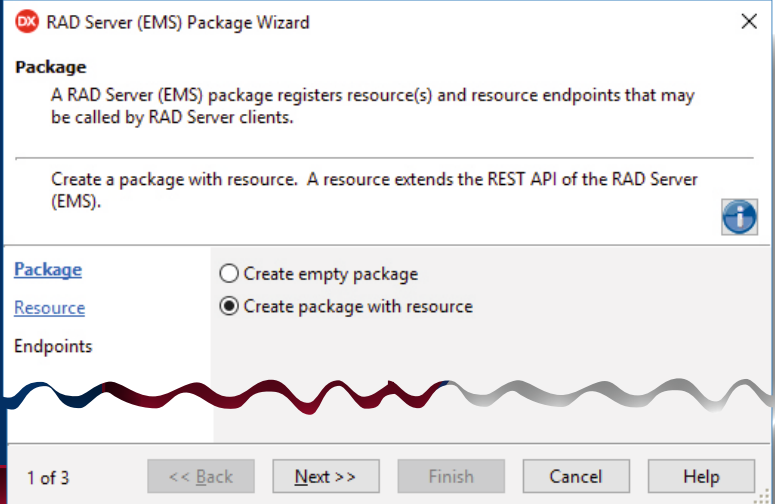 DX RAD Server (EMS) Package Wizard
Package
A RAD Server (EMS) package registers resource(s) and resource endpoints that may
be called by RAD Server clients.
Create a package with resource.  A resource extends the REST API of the RAD Server
(EMS).
Package
Create empty package
Resource
Create package with resource
Endpoints
1 of 3
<< Back
Next >>
Finish
Cancel
Help